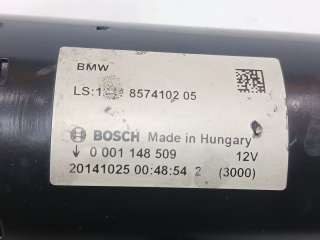 BMW
LS:1 8574102 05
BOSCH Made in Hungary
↓ 0 001 148 509 12V
20141025 00:48:54 2 (3000)